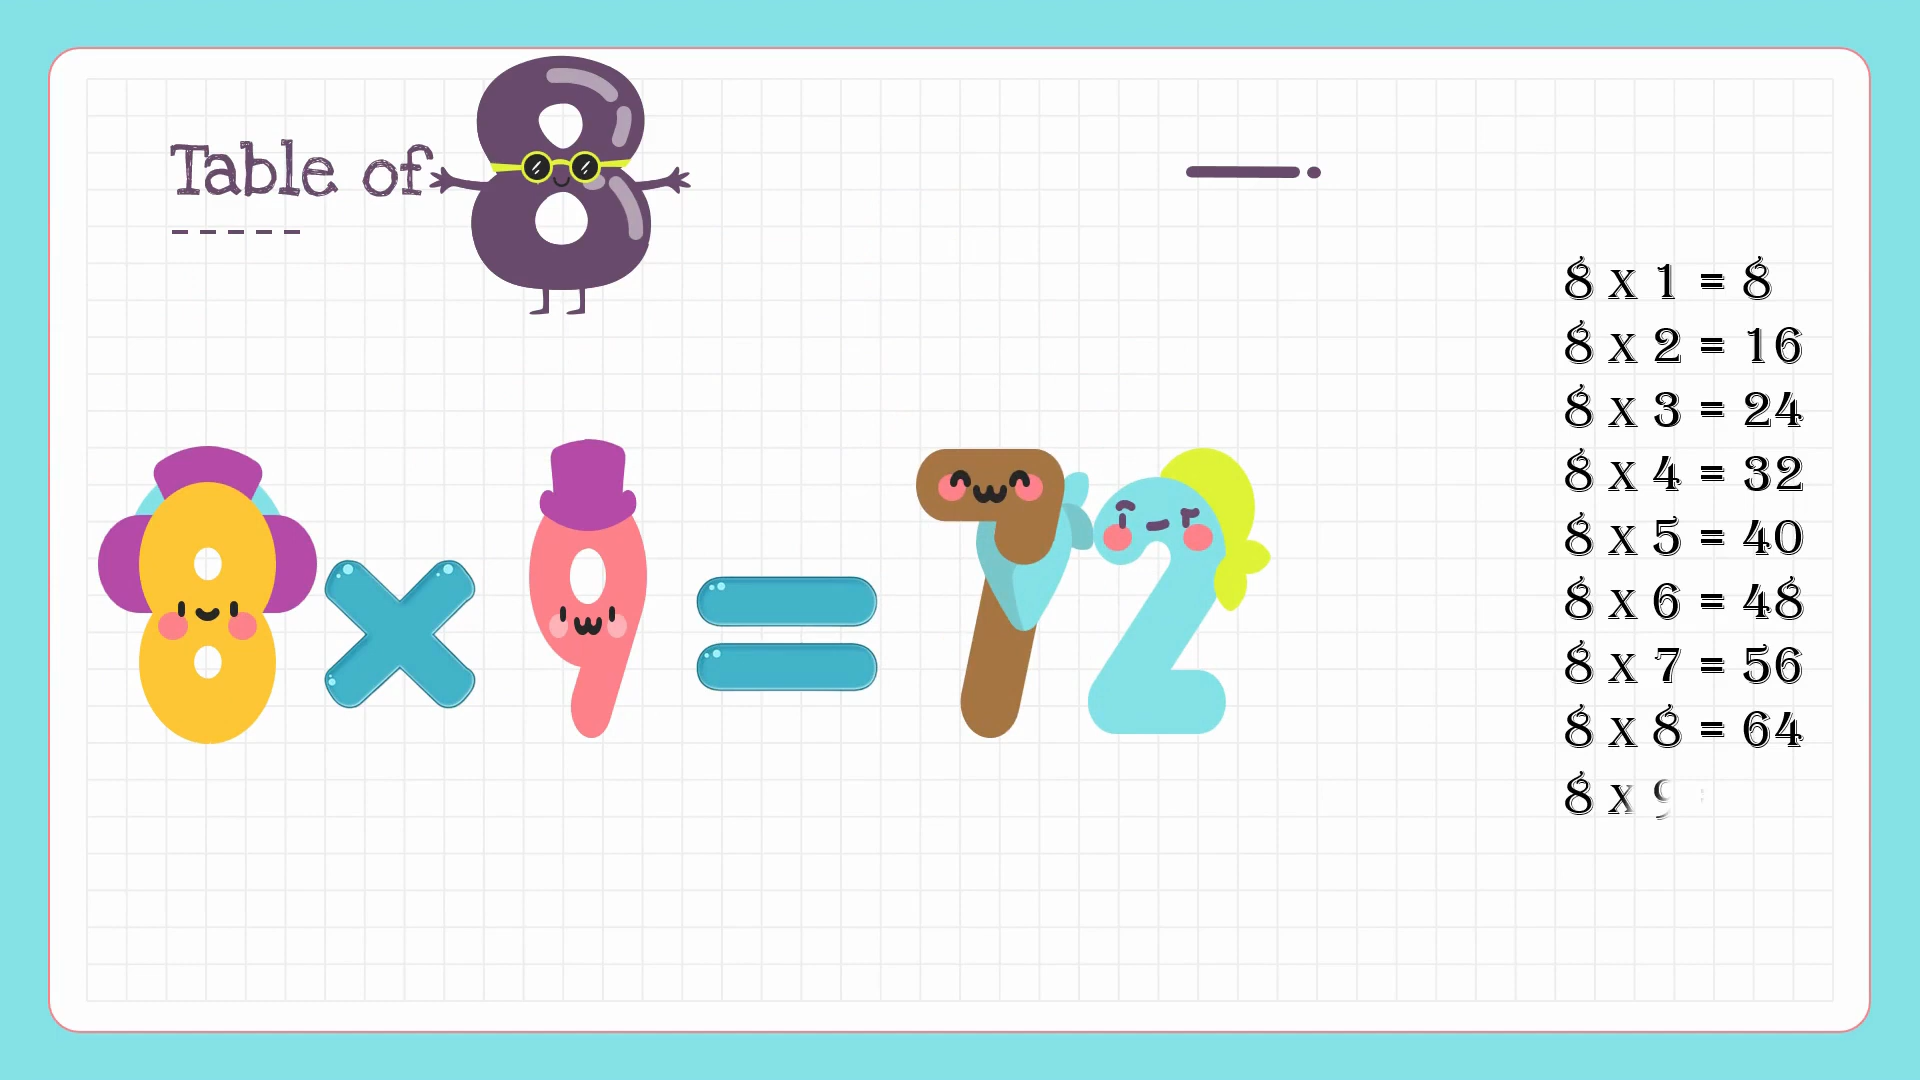 Table of 8
8 x 9 = 72
8 x 1 = 8
8 x 2 = 16
8 x 3 = 24
8 x 4 = 32
8 x 5 = 40
8 x 6 = 48
8 x 7 = 56
8 x 8 = 64
8 x 9